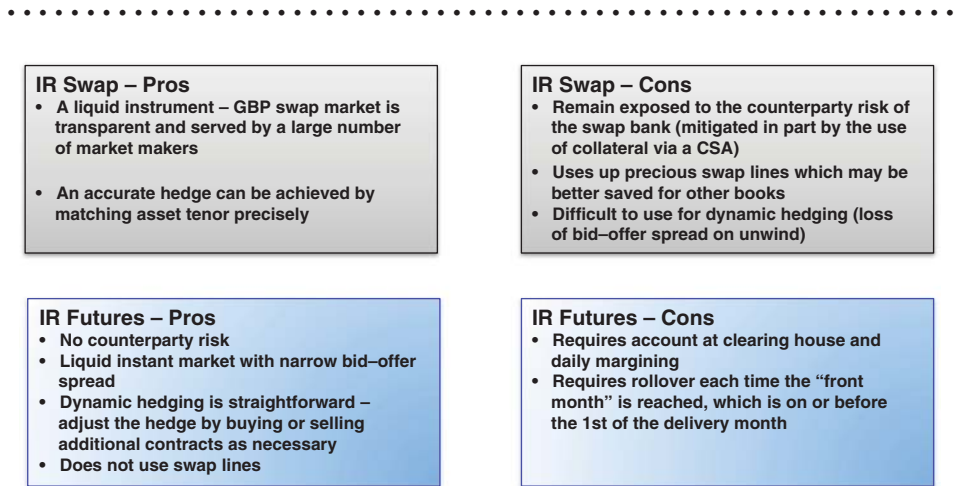 IR Swap – Pros
• A liquid instrument – GBP swap market is
transparent and served by a large number
of market makers
• An accurate hedge can be achieved by
matching asset tenor precisely
IR Swap – Cons
• Remain exposed to the counterparty risk of
the swap bank (mitigated in part by the use
of collateral via a CSA)
• Uses up precious swap lines which may be
better saved for other books
• Difficult to use for dynamic hedging (loss
of bid–offer spread on unwind)
IR Futures – Pros
• No counterparty risk
• Liquid instant market with narrow bid–offer
spread
• Dynamic hedging is straightforward –
adjust the hedge by buying or selling
additional contracts as necessary
• Does not use swap lines
IR Futures – Cons
• Requires account at clearing house and
daily margining
• Requires rollover each time the “front
month” is reached, which is on or before
the 1st of the delivery month